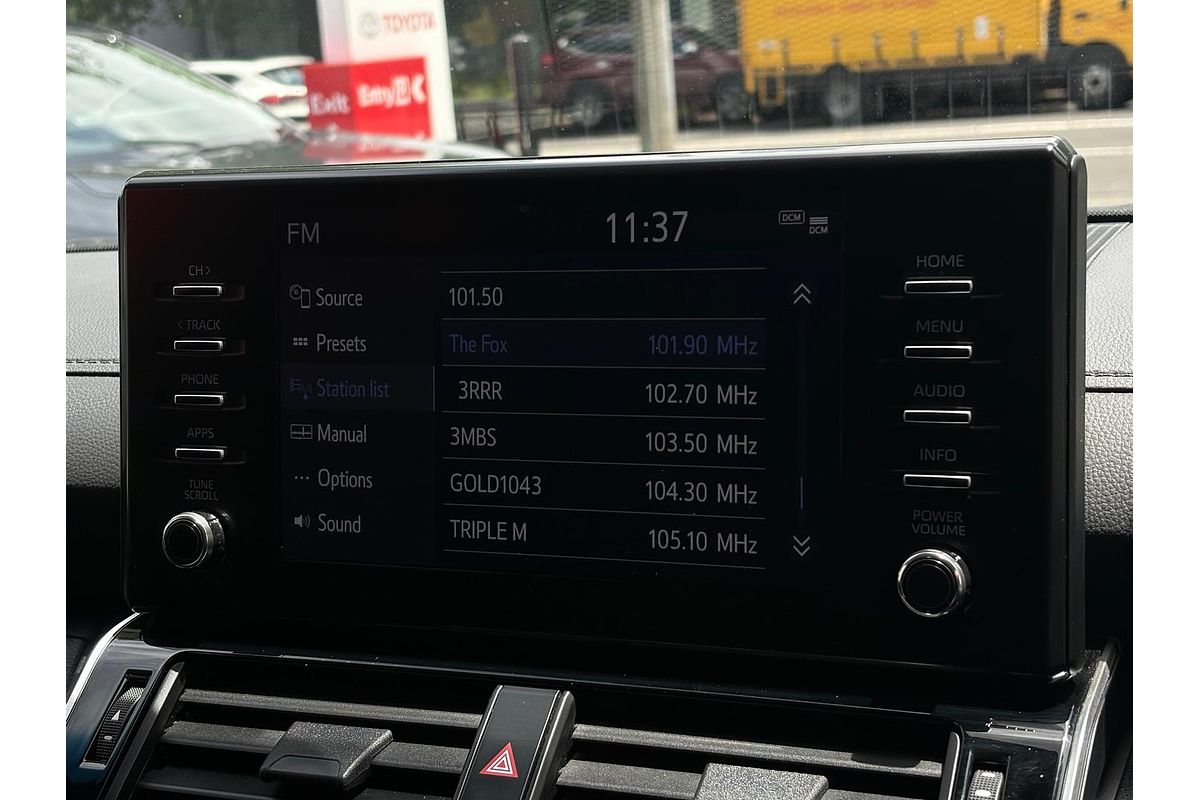 TOYOTA
Exit Entry
FM 11:37 DCM DCM
CH >
< TRACK
PHONE
APPS
TUNE
SCROLL
Source
Presets
Station list
Manual
Options
Sound
101.50
The Fox 101.90 MHz
3RRR 102.70 MHz
3MBS 103.50 MHz
GOLD1043 104.30 MHz
TRIPLE M 105.10 MHz
HOME
MENU
AUDIO
INFO
POWER
VOLUME